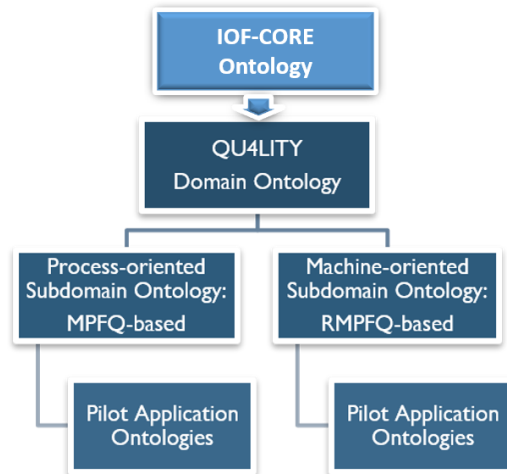 IOF-CORE
Ontology
QU4LITY
Domain Ontology
Process-oriented
Subdomain Ontology:
MPFQ-based
Machine-oriented
Subdomain Ontology:
RMPFQ-based
Pilot Application
Ontologies
Pilot Application
Ontologies